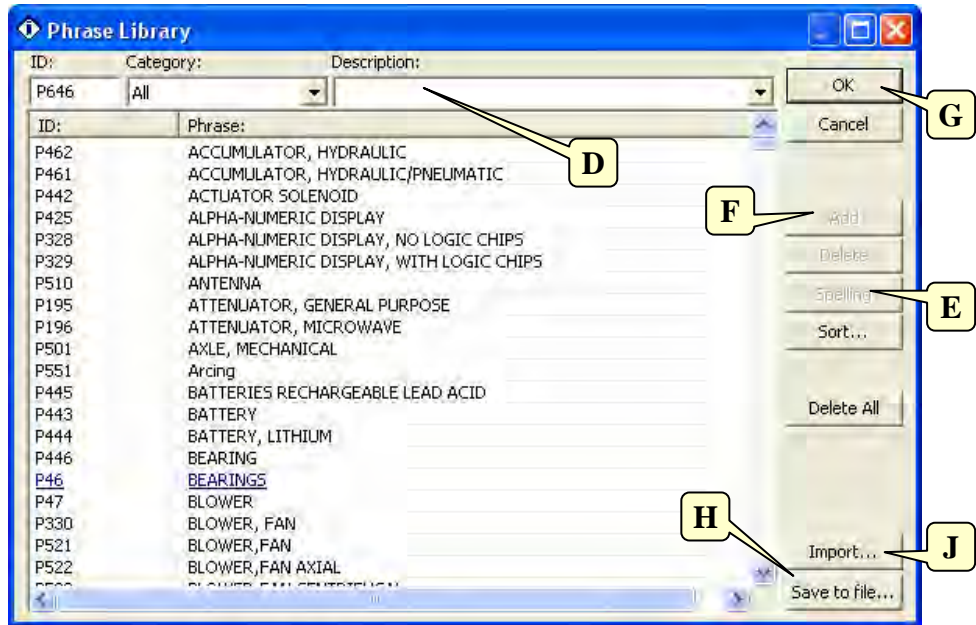 Phrase Library
ID: Category: Description:
P646 All
OK
G
ID: Phrase:
Cancel
P462 ACCUMULATOR, HYDRAULIC
D
P461 ACCUMULATOR, HYDRAULIC/PNEUMATIC
P442 ACTUATOR SOLENOID
P425 ALPHA-NUMERIC DISPLAY
F
Add
P328 ALPHA-NUMERIC DISPLAY, NO LOGIC CHIPS
P329 ALPHA-NUMERIC DISPLAY, WITH LOGIC CHIPS
Delete
P510 ANTENNA
P195 ATTENUATOR, GENERAL PURPOSE
Spelling
E
P196 ATTENUATOR, MICROWAVE
Sort...
P501 AXLE, MECHANICAL
P551 Arcing
P445 BATTERIES RECHARGEABLE LEAD ACID
P443 BATTERY
Delete All
P444 BATTERY, LITHIUM
P446 BEARING
P46 BEARINGS
P47 BLOWER
P330 BLOWER, FAN
H
P521 BLOWER,FAN
Import...
J
P522 BLOWER,FAN AXIAL
Save to file...